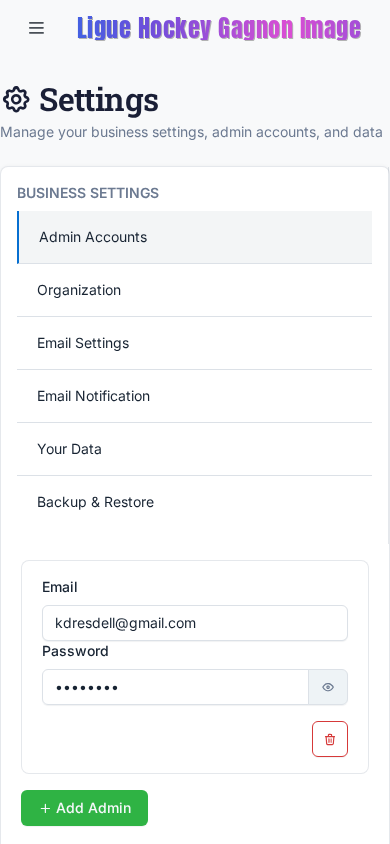 Ligue Hockey Gagnon Image
Settings
Manage your business settings, admin accounts, and data
BUSINESS SETTINGS
Admin Accounts
Organization
Email Settings
Email Notification
Your Data
Backup & Restore
Email
kdresdell@gmail.com
Password
••••••••
+ Add Admin